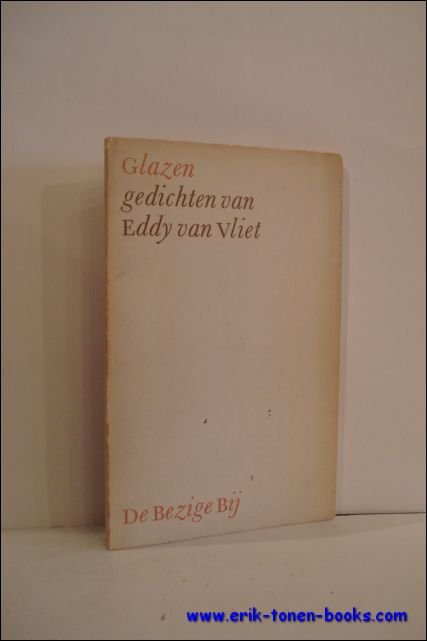 Glazen
gedichten van
Eddy van Vliet
De Bezige Bij
www.erik-tonen-books.com